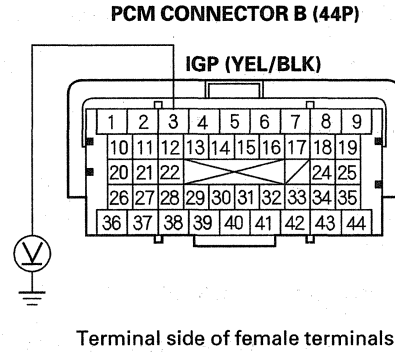 PCM CONNECTOR B (44P)
IGP (YEL/BLK)
1 2 3 4 5 6 7 8 9
10 11 12 13 14 15 16 17 18 19
20 21 22 24 25
26 27 28 29 30 31 32 33 34 35
36 37 38 39 40 41 42 43 44
V
Terminal side of female terminals